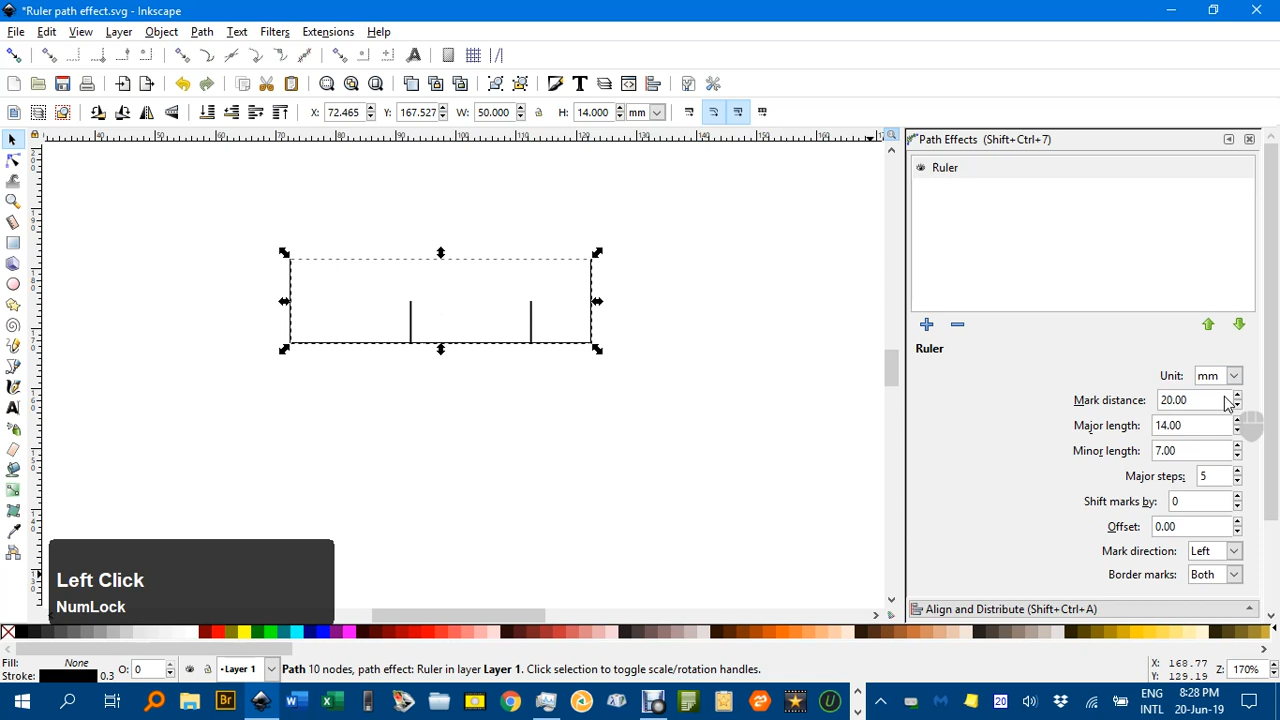 *Ruler path effect.svg - Inkscape
File Edit View Layer Object Path Text Filters Extensions Help
X: 72.465 Y: 167.527 W: 50.000 H: 14.000 mm
Path Effects (Shift+Ctrl+7)
Ruler
Ruler
Unit: mm
Mark distance: 20.00
Major length: 14.00
Minor length: 7.00
Major steps: 5
Shift marks by: 0
Offset: 0.00
Mark direction: Left
Border marks: Both
Left Click
NumLock
Align and Distribute (Shift+Ctrl+A)
Fill: None
Stroke: 0.3
O: 0
Layer 1
Path 10 nodes, path effect: Ruler in layer Layer 1. Click selection to toggle scale/rotation handles.
X: 168.77
Y: 129.19
Z: 170%
ENG 8:28 PM
INTL 20-Jun-19